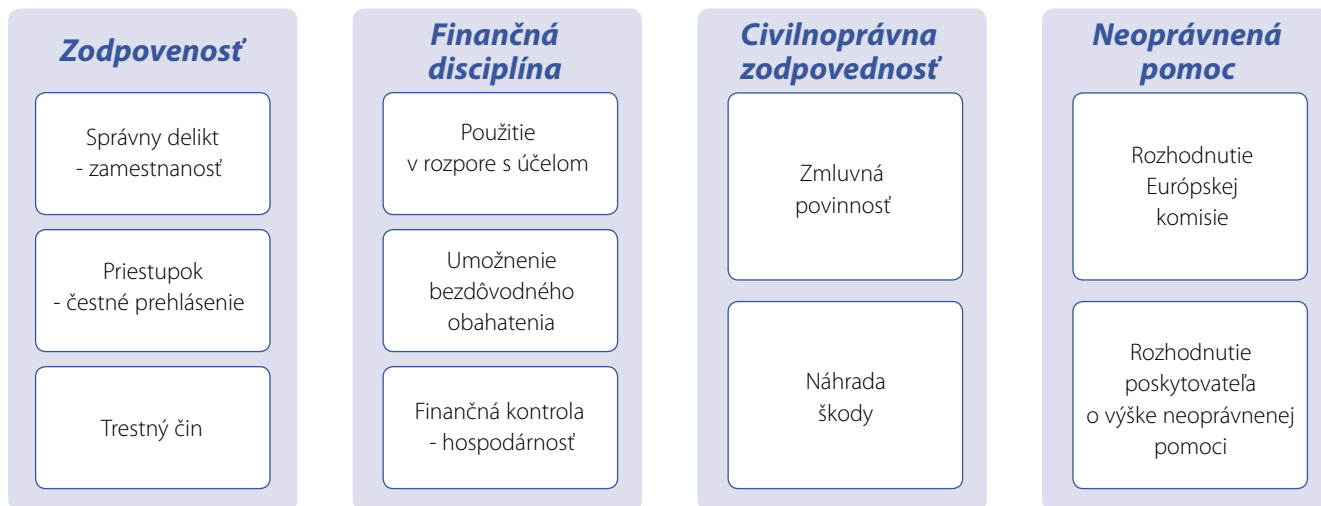 Zodpovenosť
Správny delikt
- zamestnanosť
Priestupok
- čestné prehlásenie
Trestný čin
Finančná
disciplína
Použitie
v rozpore s účelom
Umožnenie
bezdôvodného
obahatenia
Finančná kontrola
- hospodárnosť
Civilnoprávna
zodpovednosť
Zmluvná
povinnosť
Náhrada
škody
Neoprávnená
pomoc
Rozhodnutie
Európskej
komisie
Rozhodnutie
poskytovateľa
o výške neoprávnenej
pomoci